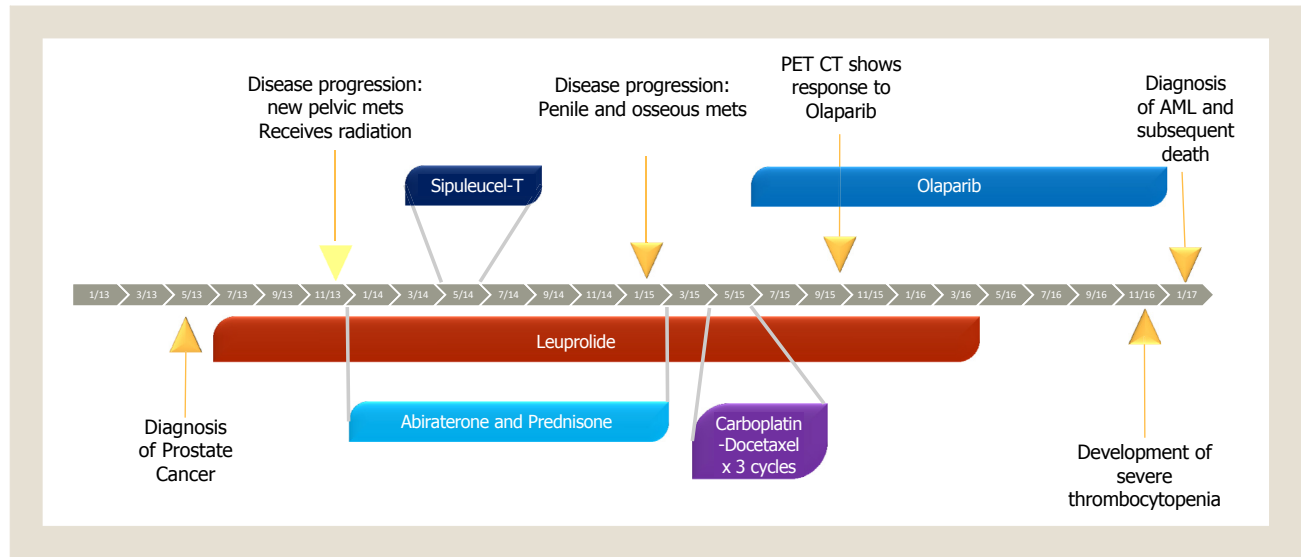 Disease progression:
new pelvic mets
Receives radiation
Disease progression:
Penile and osseous mets
PET CT shows
response to
Olaparib
Diagnosis
of AML and
subsequent
death
Sipuleucel-T
Olaparib
1/13 3/13 5/13 7/13 9/13 11/13 1/14 3/14 5/14 7/14 9/14 11/14 1/15 3/15 5/15 7/15 9/15 11/15 1/16 3/16 5/16 7/16 9/16 11/16 1/17
Leuprolide
Abiraterone and Prednisone
Carboplatin
-Docetaxel
x 3 cycles
Diagnosis
of Prostate
Cancer
Development of
severe
thrombocytopenia